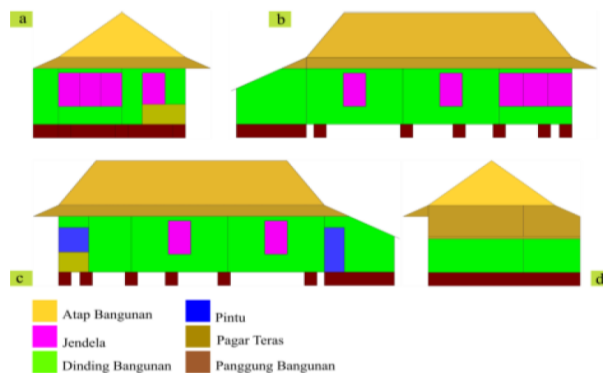 a
b
c
d
Atap Bangunan
Pintu
Jendela
Pagar Teras
Dinding Bangunan
Panggung Bangunan